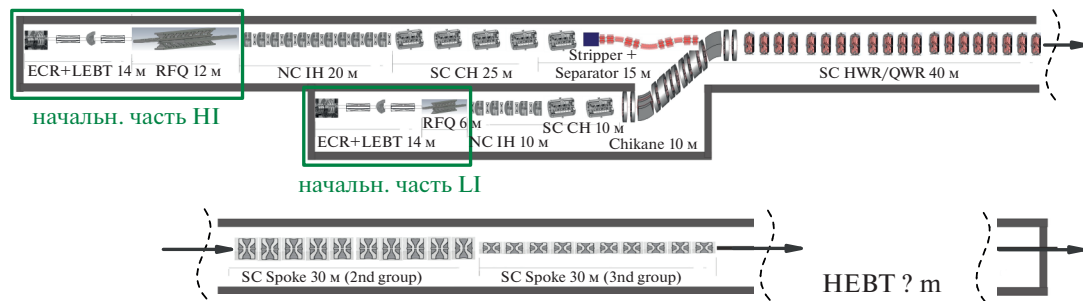 ECR+LEBT 14 м
RFQ 12 м
NC IH 20 м
SC CH 25 м
Stripper +
Separator 15 м
SC HWR/QWR 40 м
начальн. часть HI
ECR+LEBT 14 м
RFQ 6 м
NC IH 10 м
SC CH 10 м
Chikane 10 м
начальн. часть LI
SC Spoke 30 м (2nd group)
SC Spoke 30 м (3nd group)
HEBT ? m